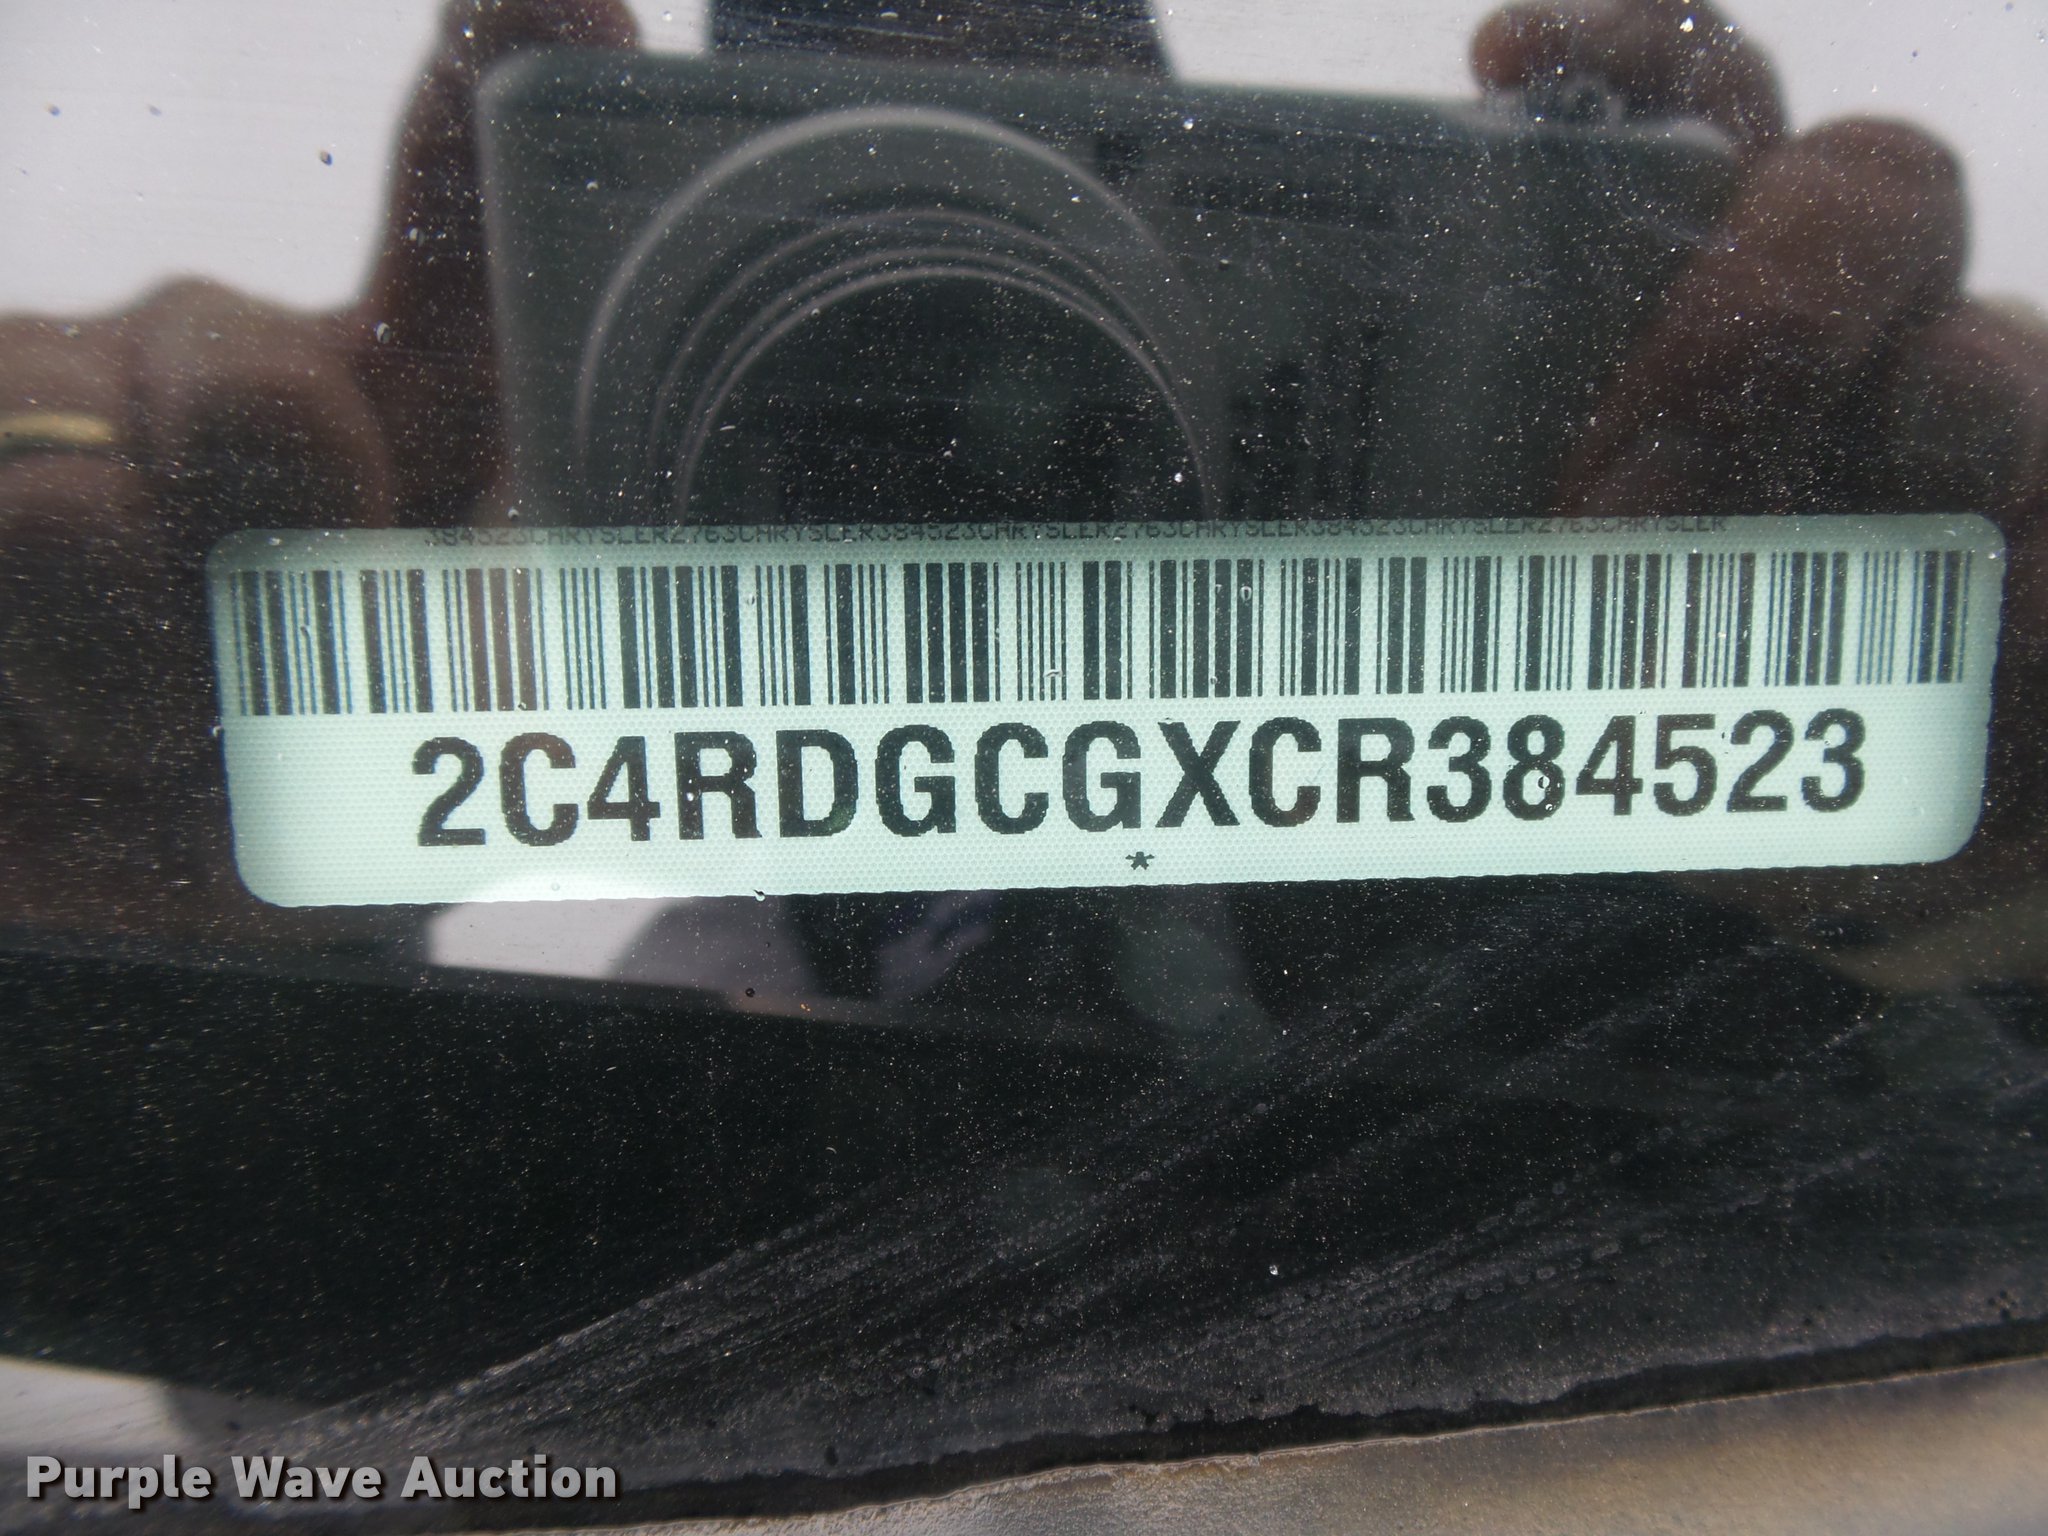 384523CHRYSLER2763CHRYSLER384523CHRYSLER2763CHRYSLER384523CHRYSLER2763CHRYSLER
2C4RDGCGXCR384523
*
Purple Wave Auction